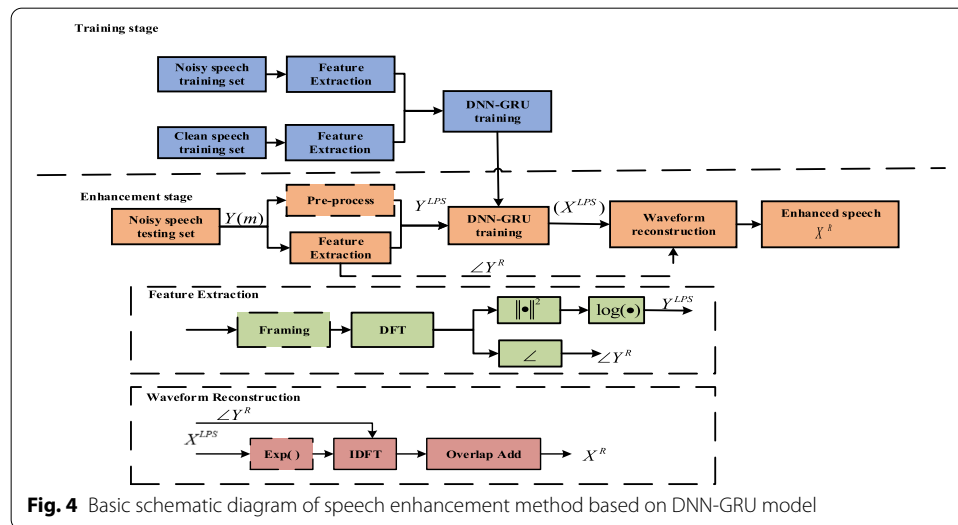 Training stage
Noisy speech
training set
Feature
Extraction
DNN-GRU
training
Clean speech
training set
Feature
Extraction
Enhancement stage
Noisy speech
testing set
Y(m)
Pre-process
Feature
Extraction
Y^{LPS}
DNN-GRU
training
(X^{LPS})
Waveform
reconstruction
Enhanced speech
X^R
∠Y^R
Feature Extraction
Framing
DFT
‖•‖^2
log(•)
Y^{LPS}
∠
∠Y^R
Waveform Reconstruction
∠Y^R
X^{LPS}
Exp( )
IDFT
Overlap Add
X^R
Fig. 4 Basic schematic diagram of speech enhancement method based on DNN-GRU model